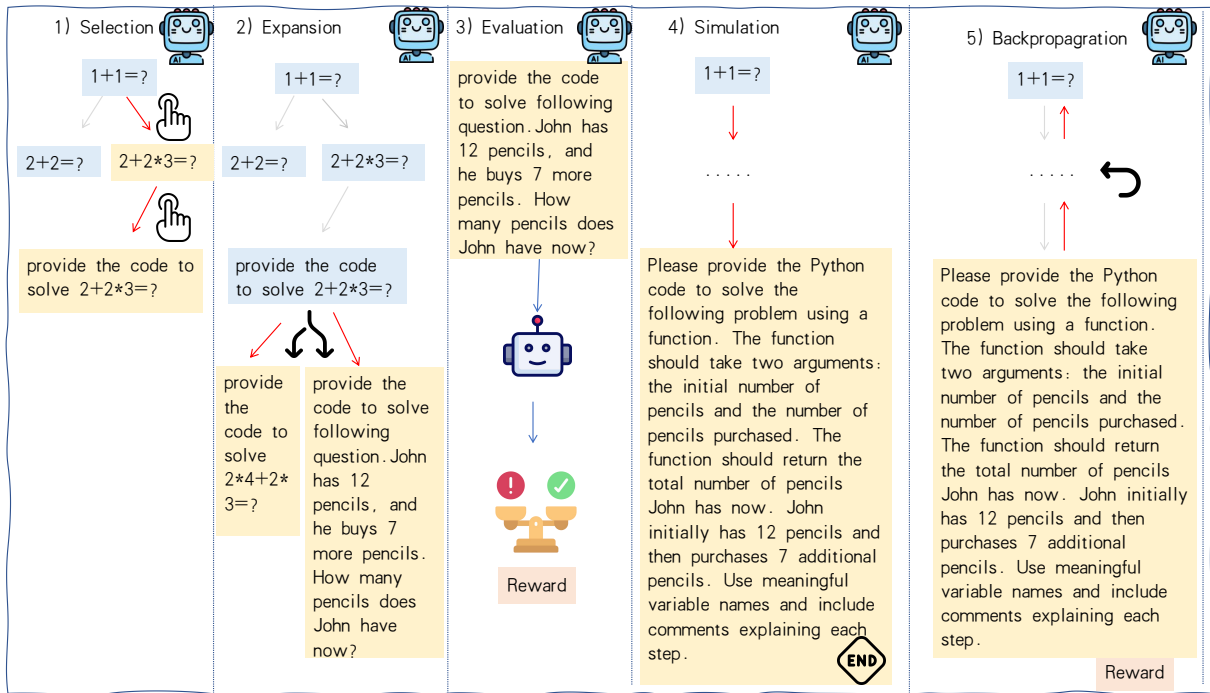 1) Selection
AI
1+1=?
2+2=?
2+2*3=?
provide the code to
solve 2+2*3=?
2) Expansion
AI
1+1=?
2+2=?
2+2*3=?
provide the code
to solve 2+2*3=?
provide
the
code to
solve
2*4+2*
3=?
provide the
code to solve
following
question.John
has 12
pencils, and
he buys 7
more pencils.
How many
pencils does
John have
now?
3) Evaluation
AI
provide the code
to solve following
question.John has
12 pencils, and
he buys 7 more
pencils. How
many pencils does
John have now?
Reward
4) Simulation
AI
1+1=?
.....
Please provide the Python
code to solve the
following problem using a
function. The function
should take two arguments:
the initial number of
pencils and the number of
pencils purchased. The
function should return the
total number of pencils
John has now. John
initially has 12 pencils and
then purchases 7 additional
pencils. Use meaningful
variable names and include
comments explaining each
step.
END
5) Backpropagration
AI
1+1=?
.....
Please provide the Python
code to solve the following
problem using a function.
The function should take
two arguments: the initial
number of pencils and the
number of pencils purchased.
The function should return
the total number of pencils
John has now. John initially
has 12 pencils and then
purchases 7 additional
pencils. Use meaningful
variable names and include
comments explaining each
step.
Reward